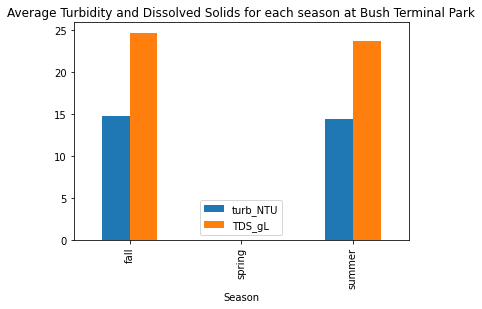 Average Turbidity and Dissolved Solids for each season at Bush Terminal Park
25
20
15
10
5
0
turb_NTU
TDS_gL
fall
spring
summer
Season